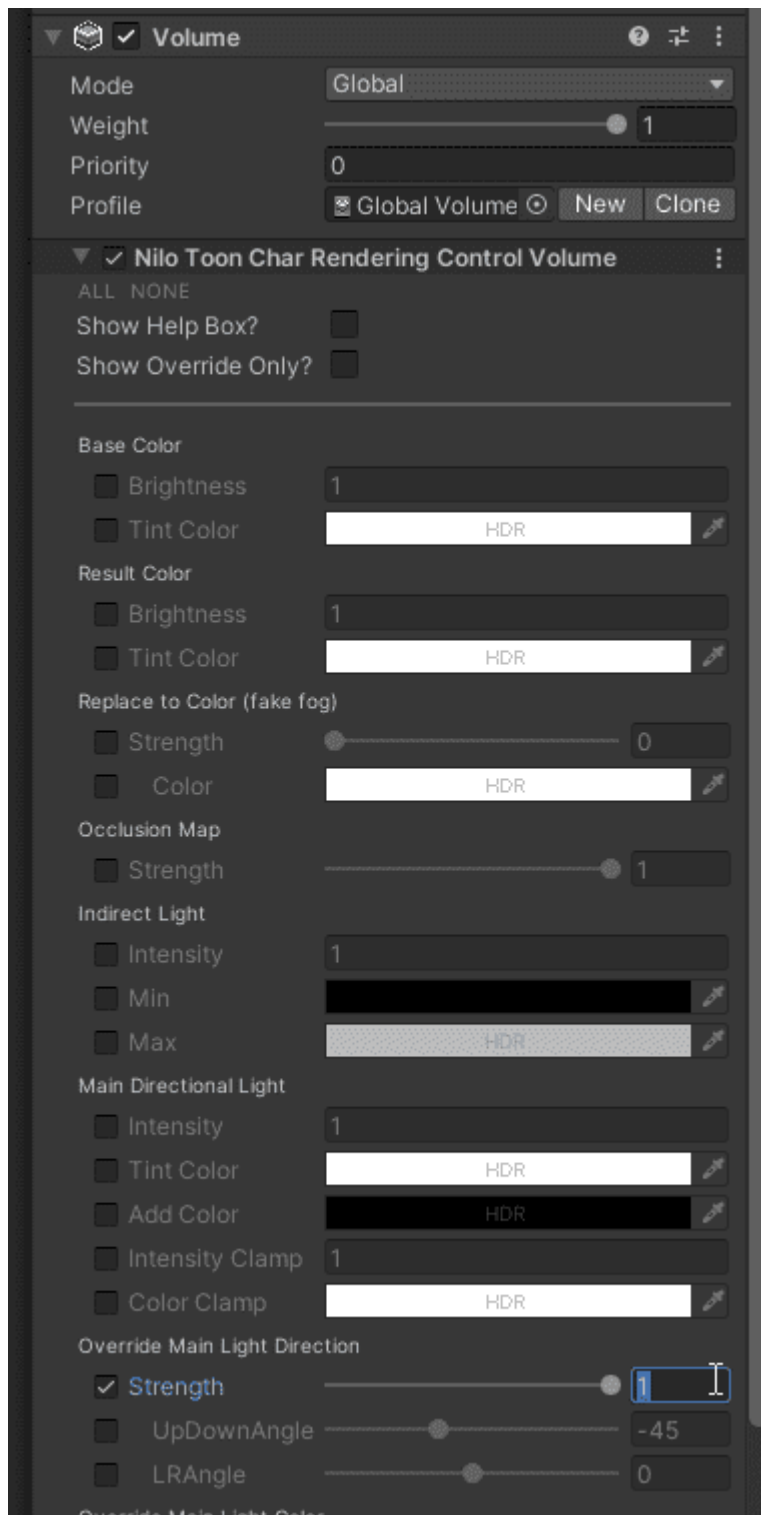 Volume
Mode Global
Weight 1
Priority 0
Profile Global Volume New Clone
Nilo Toon Char Rendering Control Volume
ALL NONE
Show Help Box?
Show Override Only?
Base Color
Brightness 1
Tint Color HDR
Result Color
Brightness 1
Tint Color HDR
Replace to Color (fake fog)
Strength 0
Color HDR
Occlusion Map
Strength 1
Indirect Light
Intensity 1
Min
Max HDR
Main Directional Light
Intensity 1
Tint Color HDR
Add Color HDR
Intensity Clamp 1
Color Clamp HDR
Override Main Light Direction
Strength 1
UpDownAngle -45
LRAngle 0
Override Main Light Color